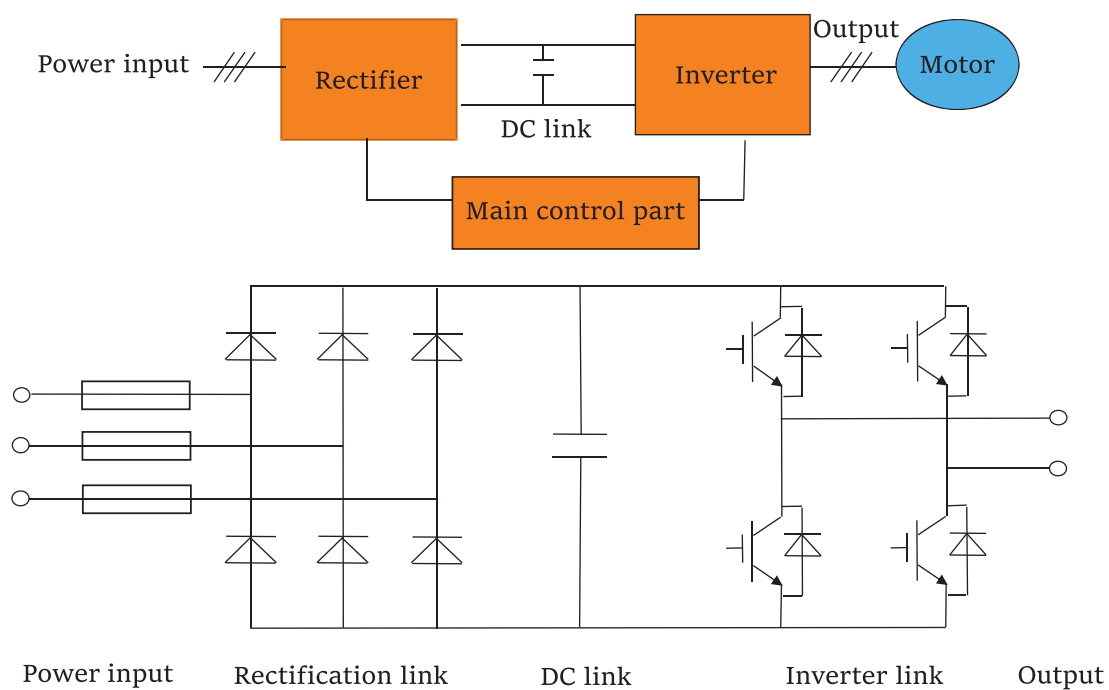 Power input
Rectifier
DC link
Inverter
Output
Motor
Main control part
Power input
Rectification link
DC link
Inverter link
Output